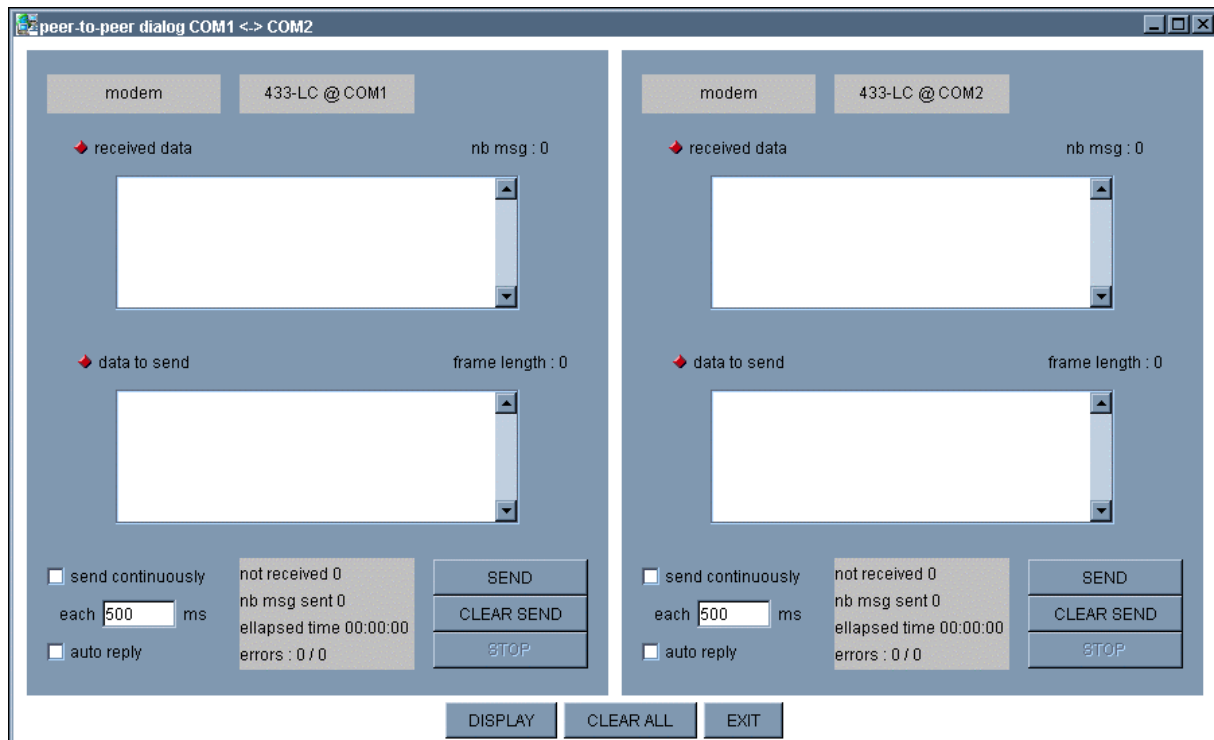 peer-to-peer dialog COM1 <-> COM2
modem 433-LC @ COM1
received data nb msg : 0
data to send frame length : 0
send continuously
each 500 ms
auto reply
not received 0
nb msg sent 0
ellapsed time 00:00:00
errors : 0 / 0
SEND
CLEAR SEND
STOP
modem 433-LC @ COM2
received data nb msg : 0
data to send frame length : 0
send continuously
each 500 ms
auto reply
not received 0
nb msg sent 0
ellapsed time 00:00:00
errors : 0 / 0
SEND
CLEAR SEND
STOP
DISPLAY CLEAR ALL EXIT